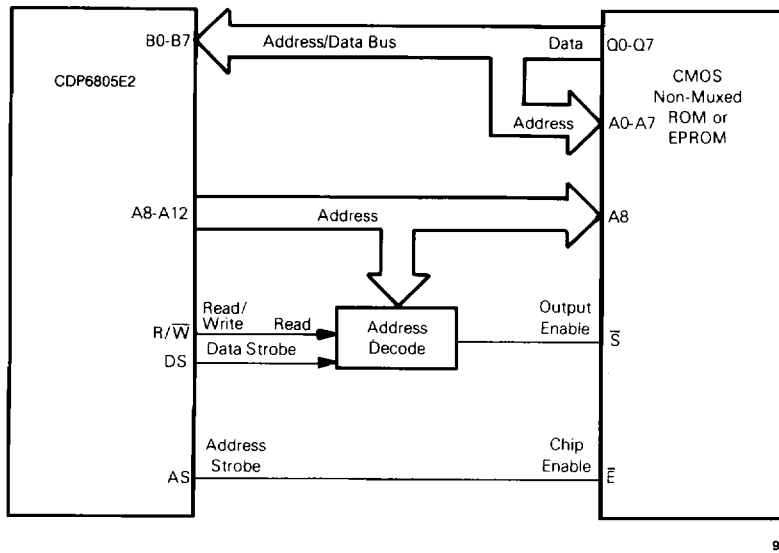 B0-B7
Address/Data Bus
Data
Q0-Q7
CDP6805E2
CMOS
Non-Muxed
ROM or
EPROM
Address
A0-A7
A8-A12
Address
A8
R/W̅
Read/
Write
Read
DS
Data Strobe
Address
Decode
Output
Enable
S̅
AS
Address
Strobe
Chip
Enable
E̅
9